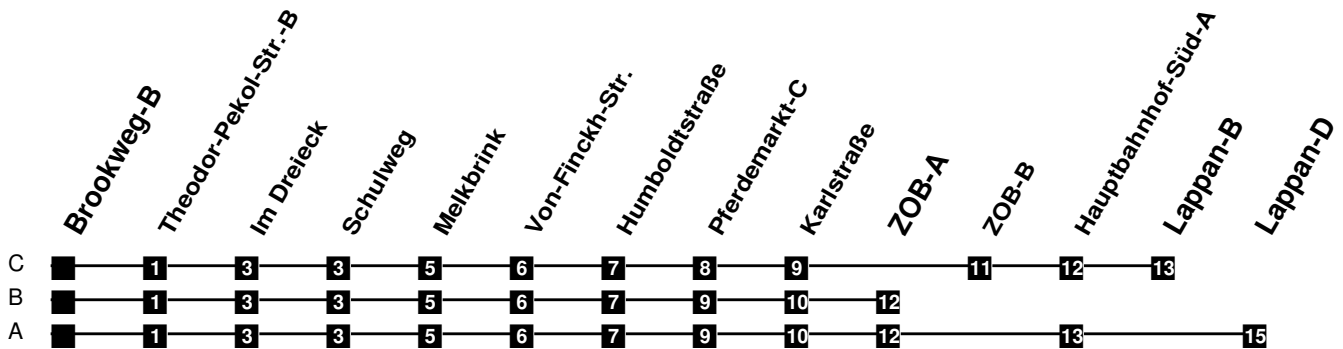 Brookweg-B
Theodor-Pekol-Str.-B
Im Dreieck
Schulweg
Melkbrink
Von-Finckh-Str.
Humboldtstraße
Pferdemarkt-C
Karlstraße
ZOB-A
ZOB-B
Hauptbahnhof-Süd-A
Lappan-B
Lappan-D
C 1 3 3 5 6 7 8 9 11 12 13
B 1 3 3 5 6 7 9 10 12
A 1 3 3 5 6 7 9 10 12 13 15